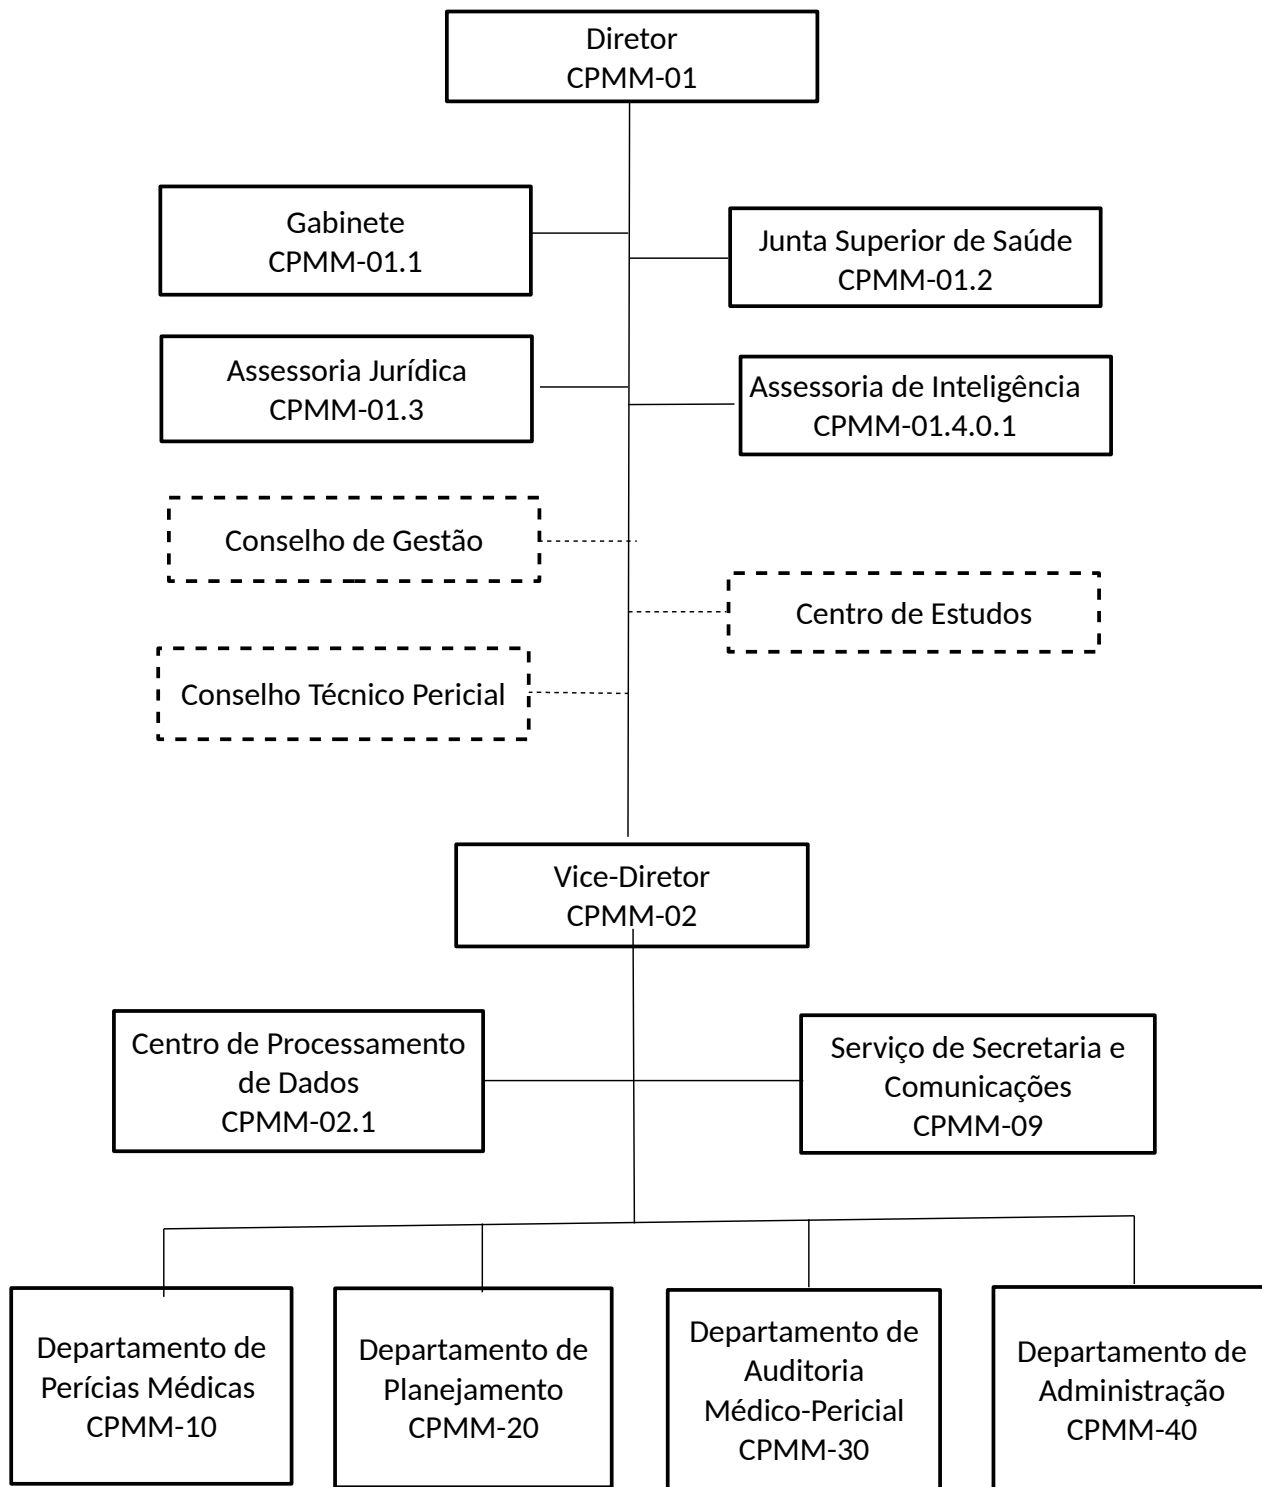 Diretor
CPMM-01
Gabinete
CPMM-01.1
Junta Superior de Saúde
CPMM-01.2
Assessoria Jurídica
CPMM-01.3
Assessoria de Inteligência
CPMM-01.4.0.1
Conselho de Gestão
Centro de Estudos
Conselho Técnico Pericial
Vice-Diretor
CPMM-02
Centro de Processamento
de Dados
CPMM-02.1
Serviço de Secretaria e
Comunicações
CPMM-09
Departamento de
Perícias Médicas
CPMM-10
Departamento de
Planejamento
CPMM-20
Departamento de
Auditoria
Médico-Pericial
CPMM-30
Departamento de
Administração
CPMM-40